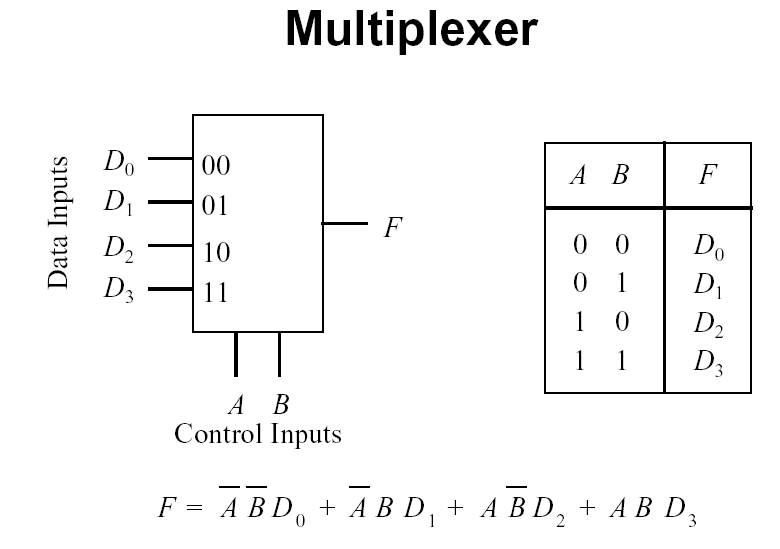 Multiplexer
Data Inputs
D₀ 00
D₁ 01
D₂ 10
D₃ 11
F
A B
Control Inputs
A B F
0 0 D₀
0 1 D₁
1 0 D₂
1 1 D₃
F = A̅ B̅ D₀ + A̅ B D₁ + A B̅ D₂ + A B D₃